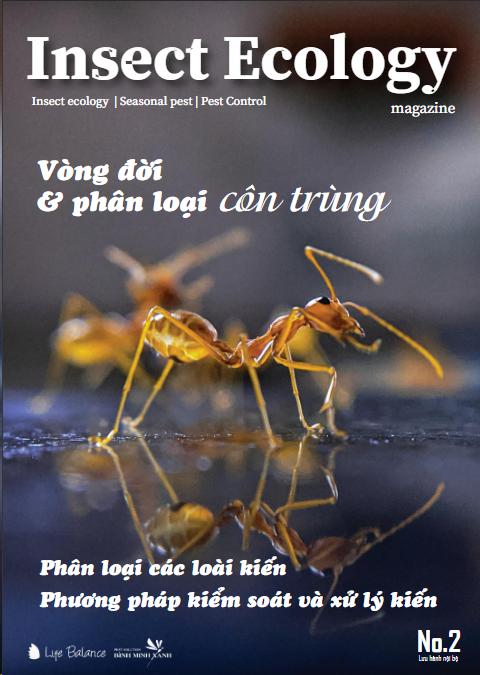 Insect Ecology
Insect ecology | Seasonal pest | Pest Control
magazine
Vòng đời
& phân loại côn trùng
Phân loại các loài kiến
Phương pháp kiểm soát và xử lý kiến
Life Balance
PEST SOLUTION
BÌNH MINH XANH
No.2
Lưu hành nội bộ